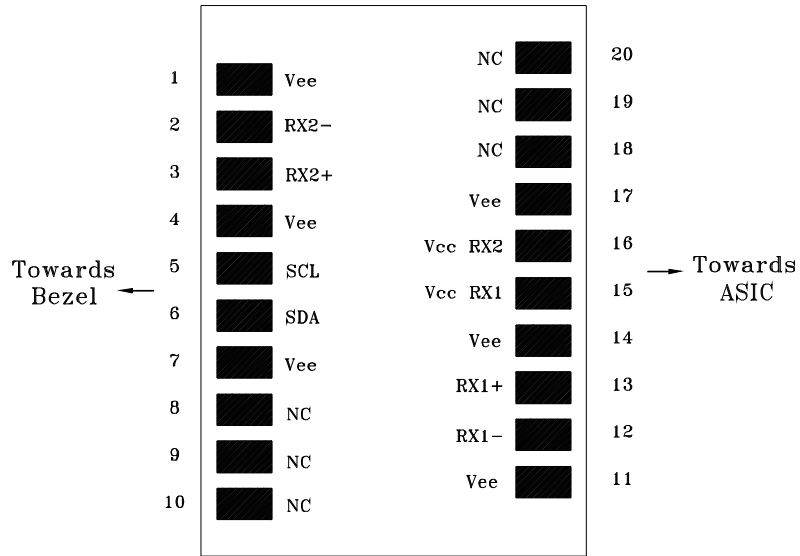 NC 20
1 Vee
NC 19
2 RX2-
NC 18
3 RX2+
Vee 17
4 Vee
Vcc RX2 16
5 SCL
Towards
Bezel
Towards
ASIC
Vcc RX1 15
6 SDA
Vee 14
7 Vee
RX1+ 13
8 NC
RX1- 12
9 NC
Vee 11
10 NC